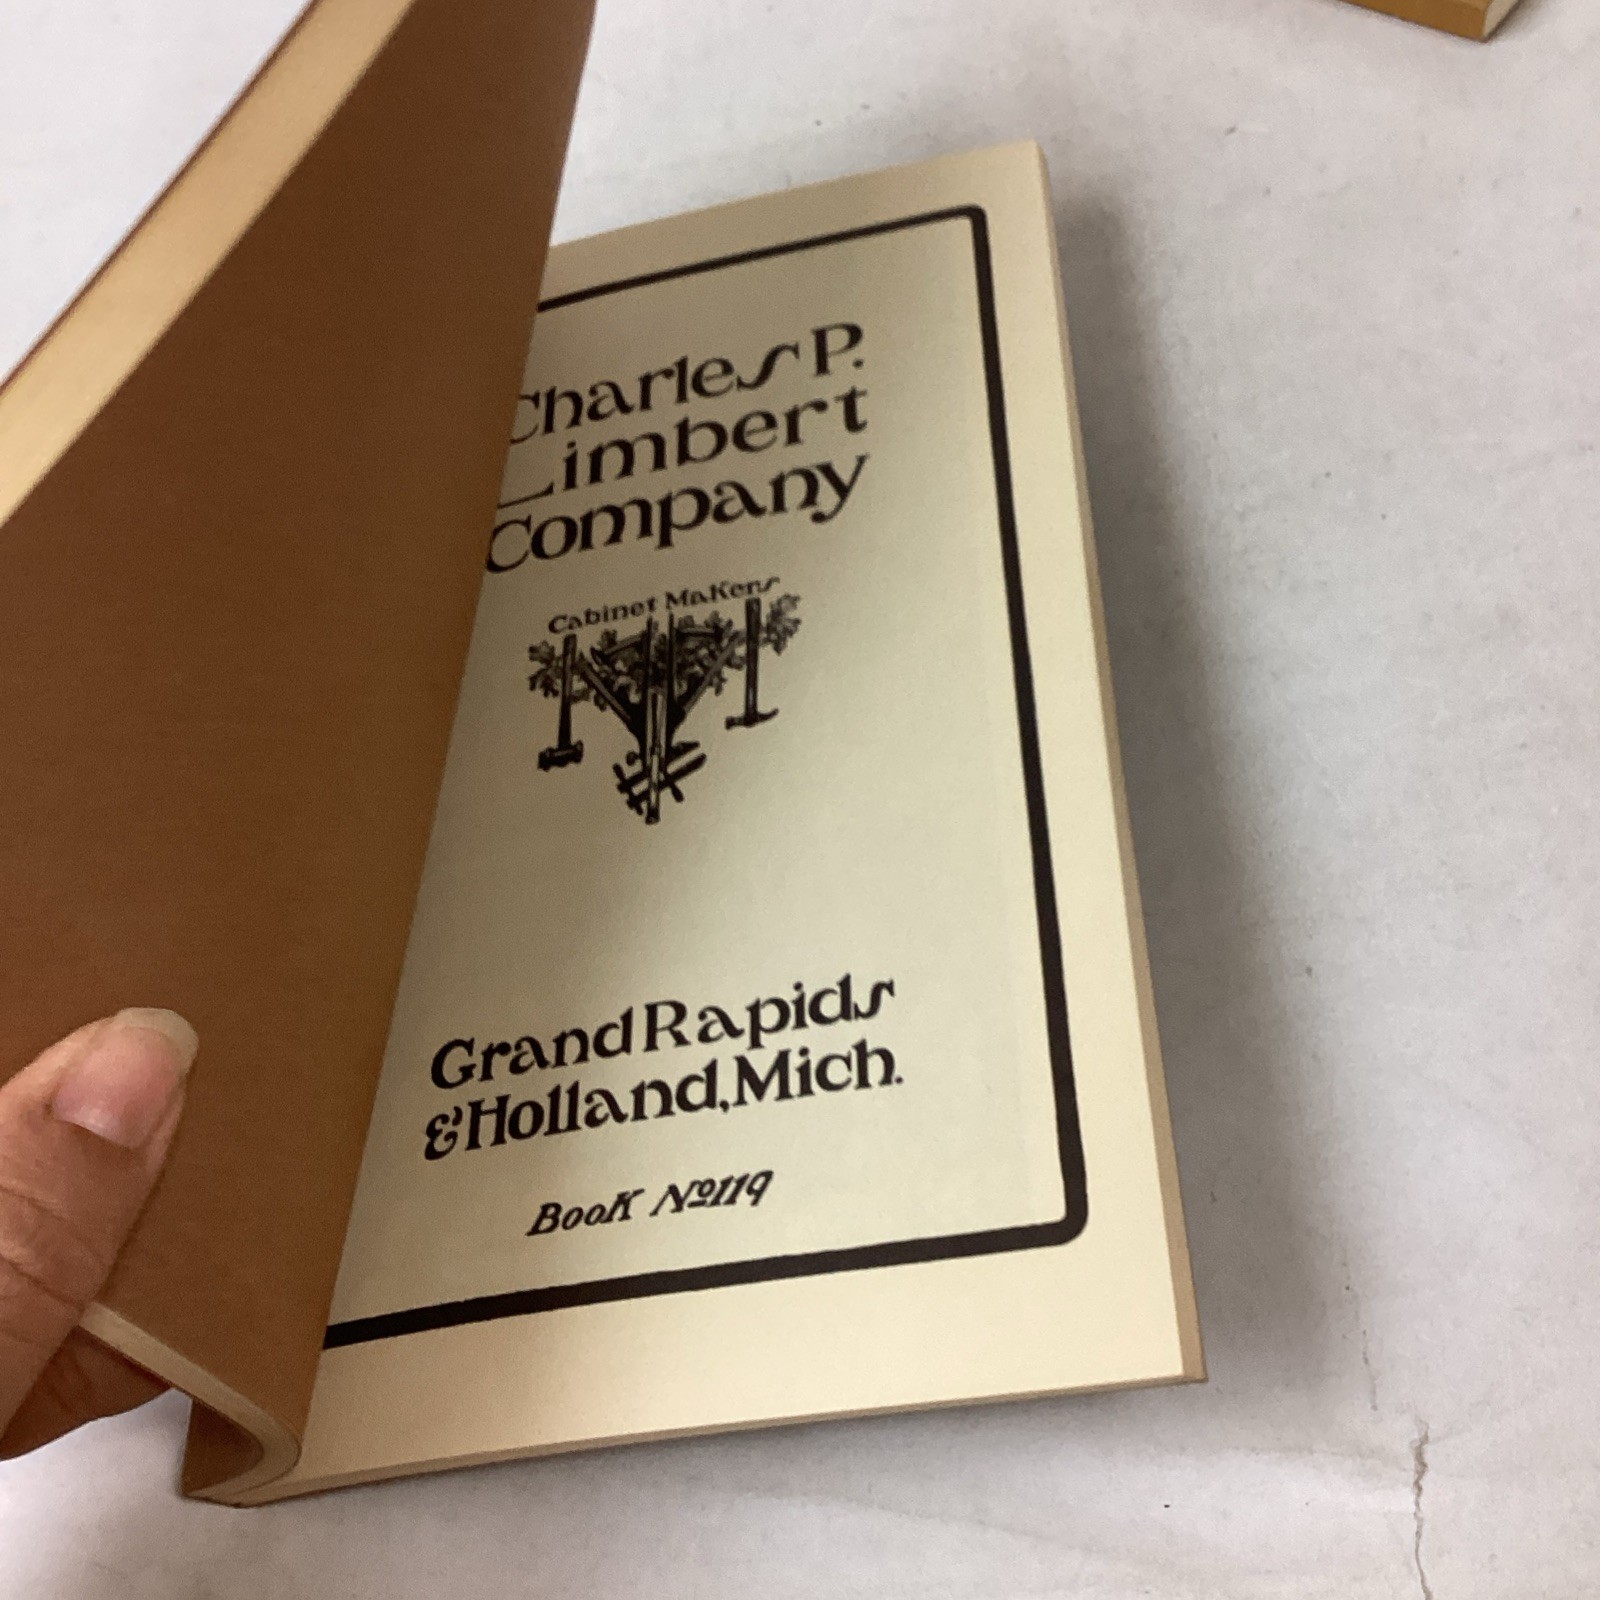 Charles P.
Limbert
Company
Cabinet Makers
Grand Rapids
& Holland, Mich.
Book No 119